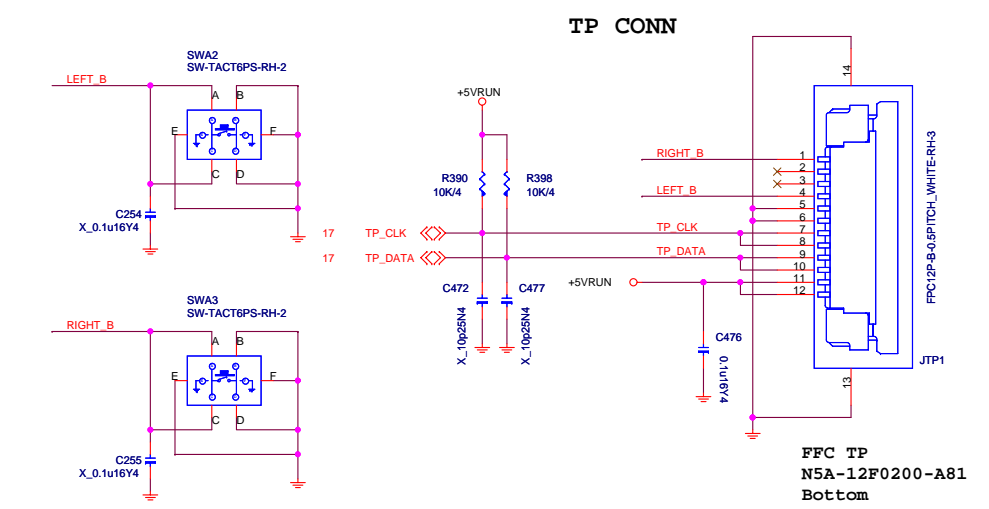 TP CONN
SWA2
SW-TACT6PS-RH-2
LEFT_B
A B
E F
C D
C254
X_0.1u16Y4
SWA3
SW-TACT6PS-RH-2
RIGHT_B
A B
E F
C D
C255
X_0.1u16Y4
+5VRUN
R390
10K/4
R398
10K/4
17 TP_CLK
17 TP_DATA
C472
X_10p25N4
C477
X_10p25N4
+5VRUN
C476
0.1u16Y4
RIGHT_B
LEFT_B
TP_CLK
TP_DATA
14
1
2
3
4
5
6
7
8
9
10
11
12
13
FPC12P-B-0.5PITCH_WHITE-RH-3
JTP1
FFC TP
N5A-12F0200-A81
Bottom